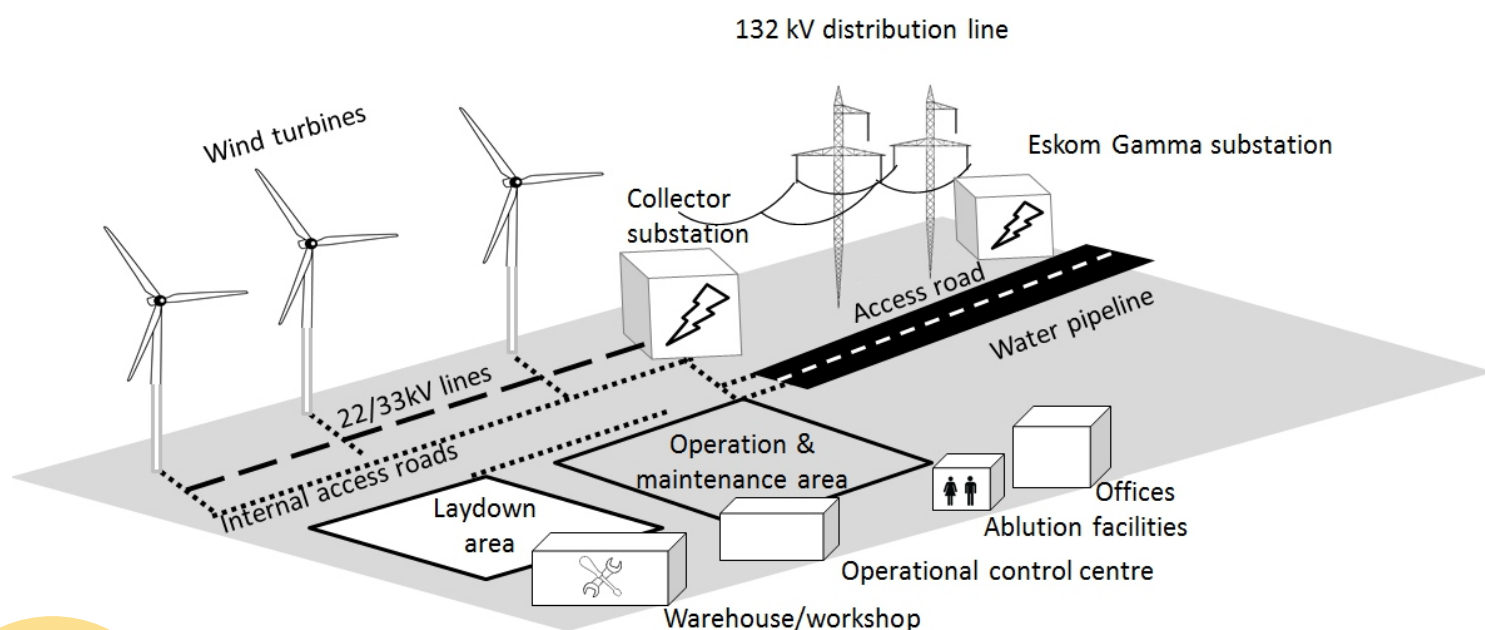 132 kV distribution line
Wind turbines
Eskom Gamma substation
Collector
substation
Access road
Water pipeline
22/33kV lines
Internal access roads
Operation &
maintenance area
Laydown
area
Offices
Ablution facilities
Operational control centre
Warehouse/workshop